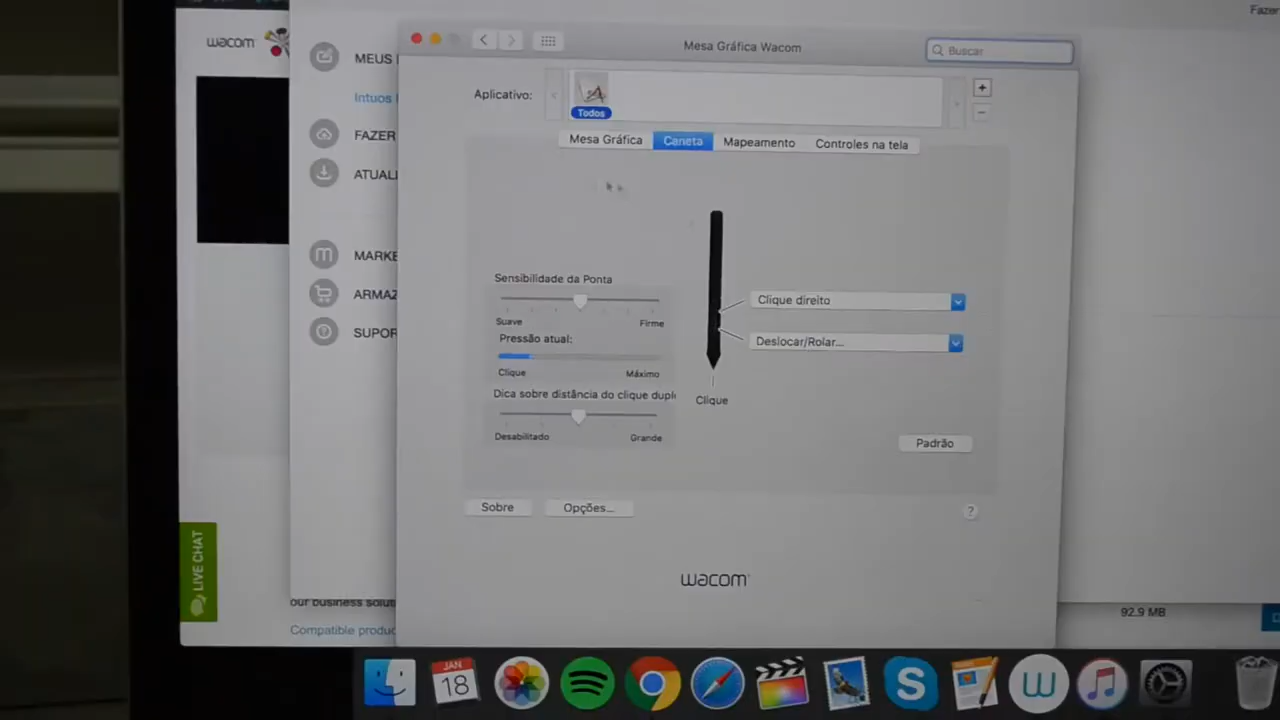 Fazer
wacom
Mesa Gráfica Wacom
Buscar
MEUS
Aplicativo:
Todos
Intuos
Mesa Gráfica
Caneta
Mapeamento
Controles na tela
FAZER
ATUAL
MARKE
ARMAZ
SUPOR
Sensibilidade da Ponta
Suave
Firme
Pressão atual:
Clique
Máximo
Dica sobre distância do clique dupl
Desabilitado
Grande
Clique direito
Deslocar/Rolar...
Clique
Padrão
Sobre
Opções...
?
wacom
LIVE CHAT
our business soluti
Compatible produc
92.9 MB
JAN
18